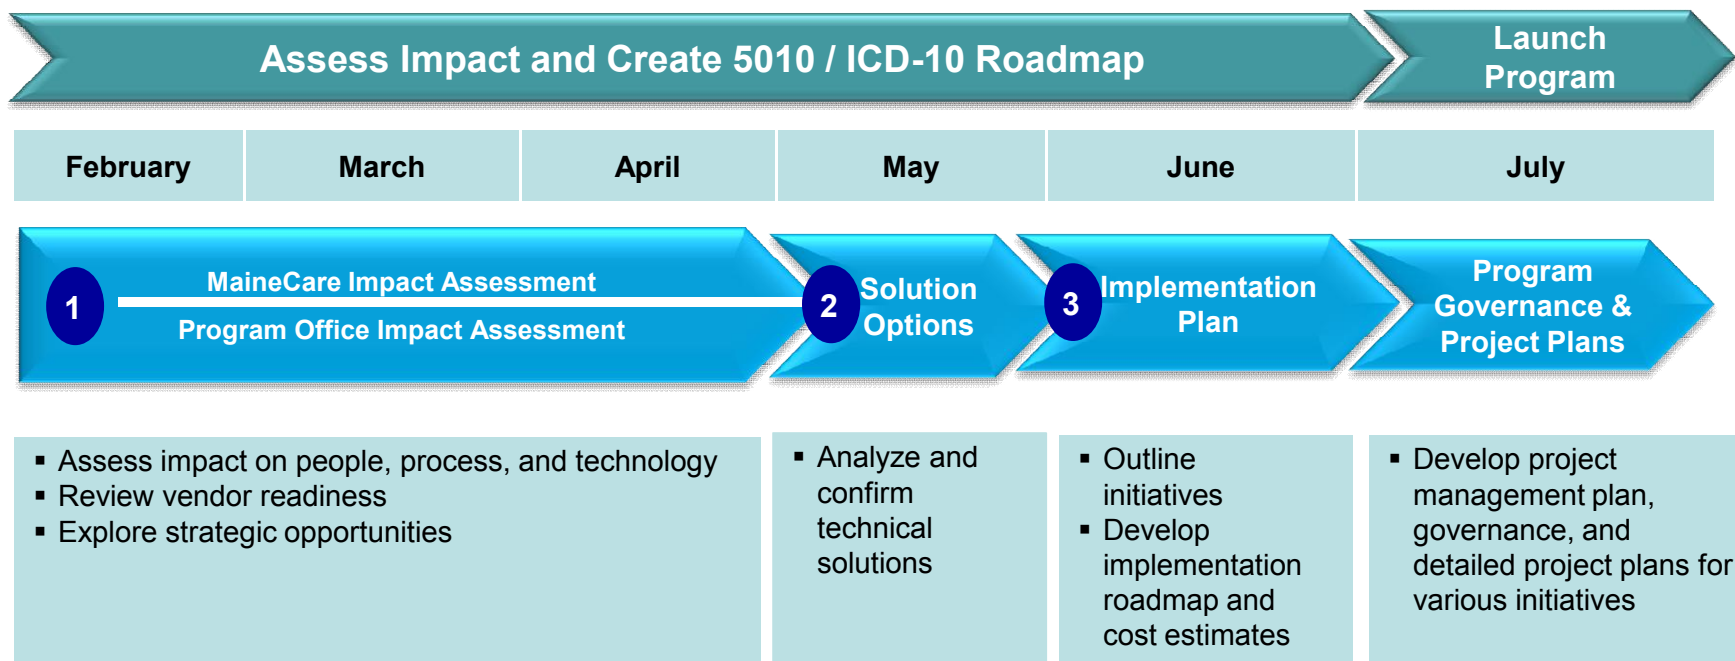 Assess Impact and Create 5010 / ICD-10 Roadmap
Launch
Program
February
March
April
May
June
July
1
MaineCare Impact Assessment
Program Office Impact Assessment
2
Solution
Options
3
Implementation
Plan
Program
Governance &
Project Plans
▪ Assess impact on people, process, and technology
▪ Review vendor readiness
▪ Explore strategic opportunities
▪ Analyze and
confirm
technical
solutions
▪ Outline
initiatives
▪ Develop
implementation
roadmap and
cost estimates
▪ Develop project
management plan,
governance, and
detailed project plans for
various initiatives